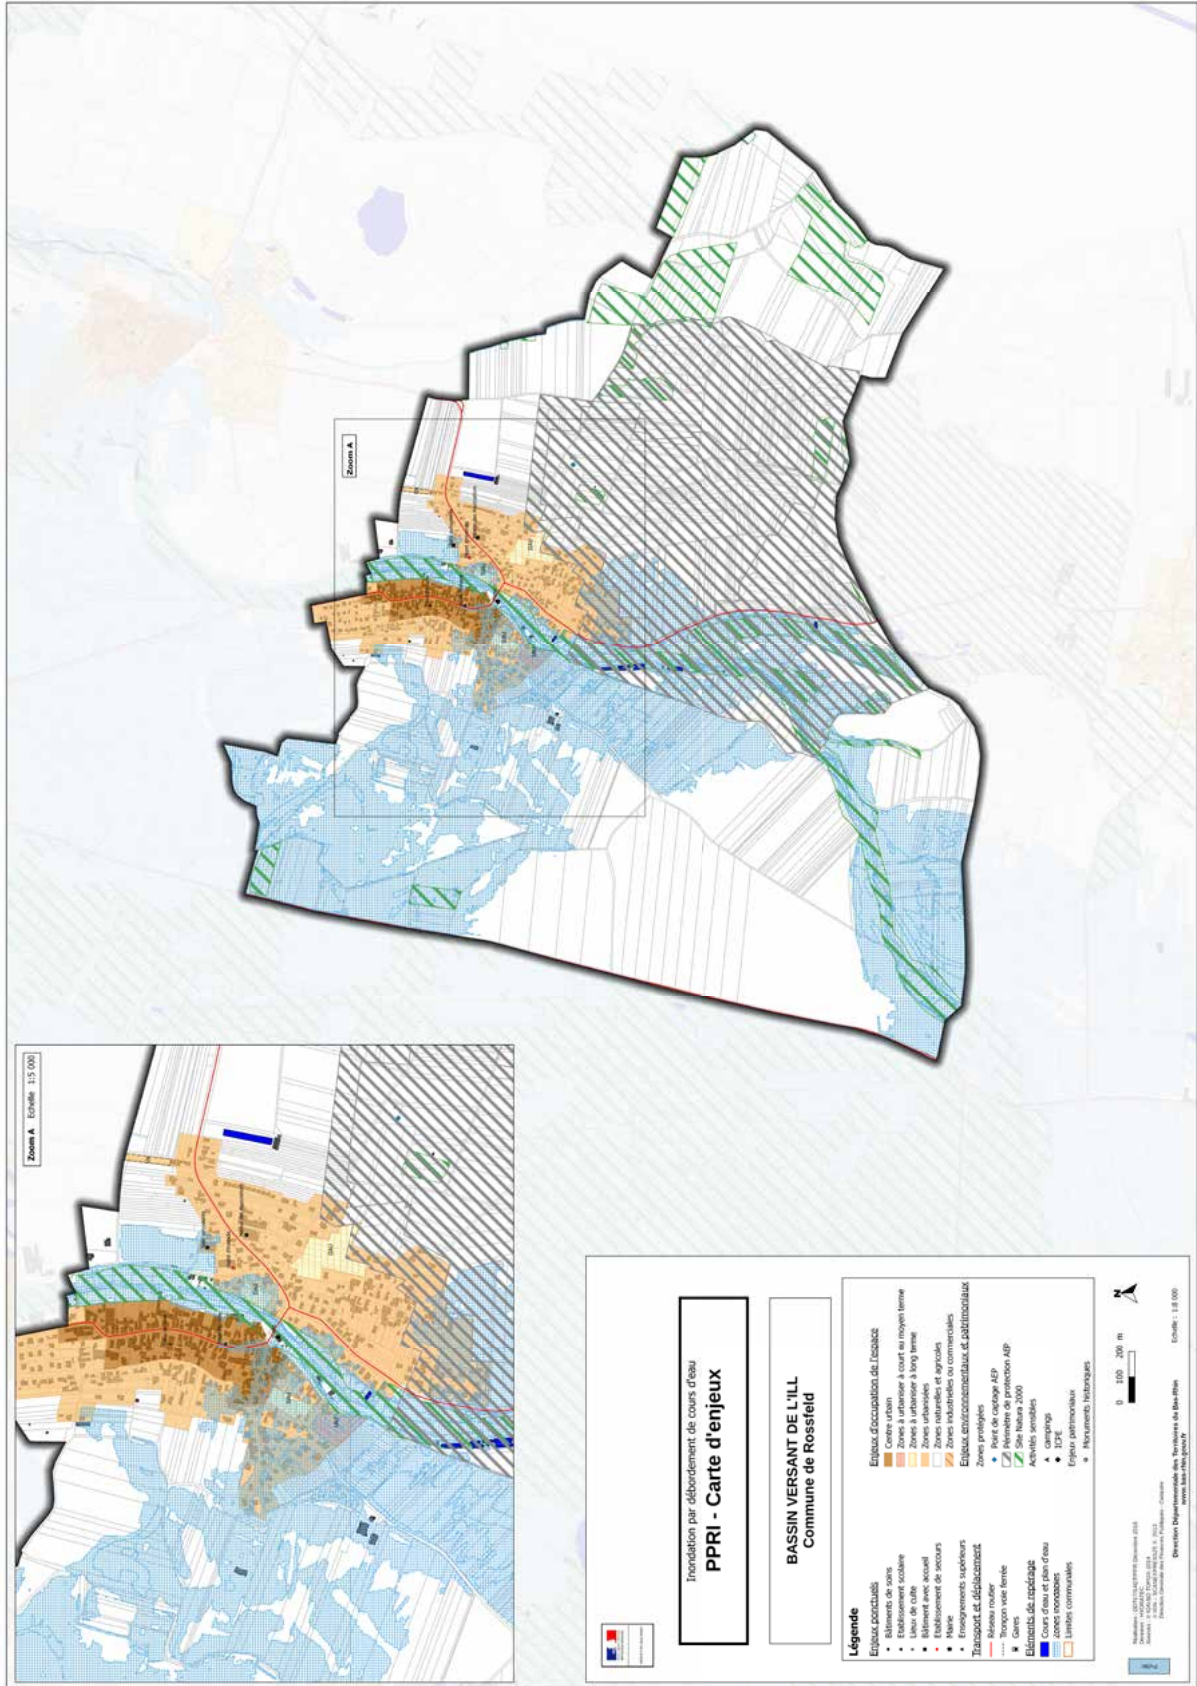 Zoom A Echelle 1:5 000
Zoom A
IAU
IAU
Inondation par débordement de cours d'eau
PPRI - Carte d'enjeux
BASSIN VERSANT DE L'ILL
Commune de Rossfeld
Légende
Enjeux ponctuels
Bâtiments de soins
Etablissement scolaire
Lieux de culte
Bâtiment avec accueil
Etablissement de secours
Mairie
Enseignements supérieurs
Transport et déplacement
Réseau routier
Tronçon voie ferrée
Gares
Eléments de repérage
Cours d'eau et plan d'eau
Zones inondables
Limites communales
Enjeux d'occupation de l'espace
Centre urbain
Zones à urbaniser à court au moyen terme
Zones à urbaniser à long terme
Zones urbanisées
Zones naturelles et agricoles
Zones industrielles ou commerciales
Enjeux environnementaux et patrimoniaux
Zones protégées
Point de captage AEP
Périmètre de protection AEP
Site Natura 2000
Activités sensibles
campings
ICPE
Enjeux patrimoniaux
Monuments historiques
0 100 200 m
N
Direction Départementale des Territoires du Bas-Rhin
www.bas-rhin.gouv.fr
Echelle : 1:8 000